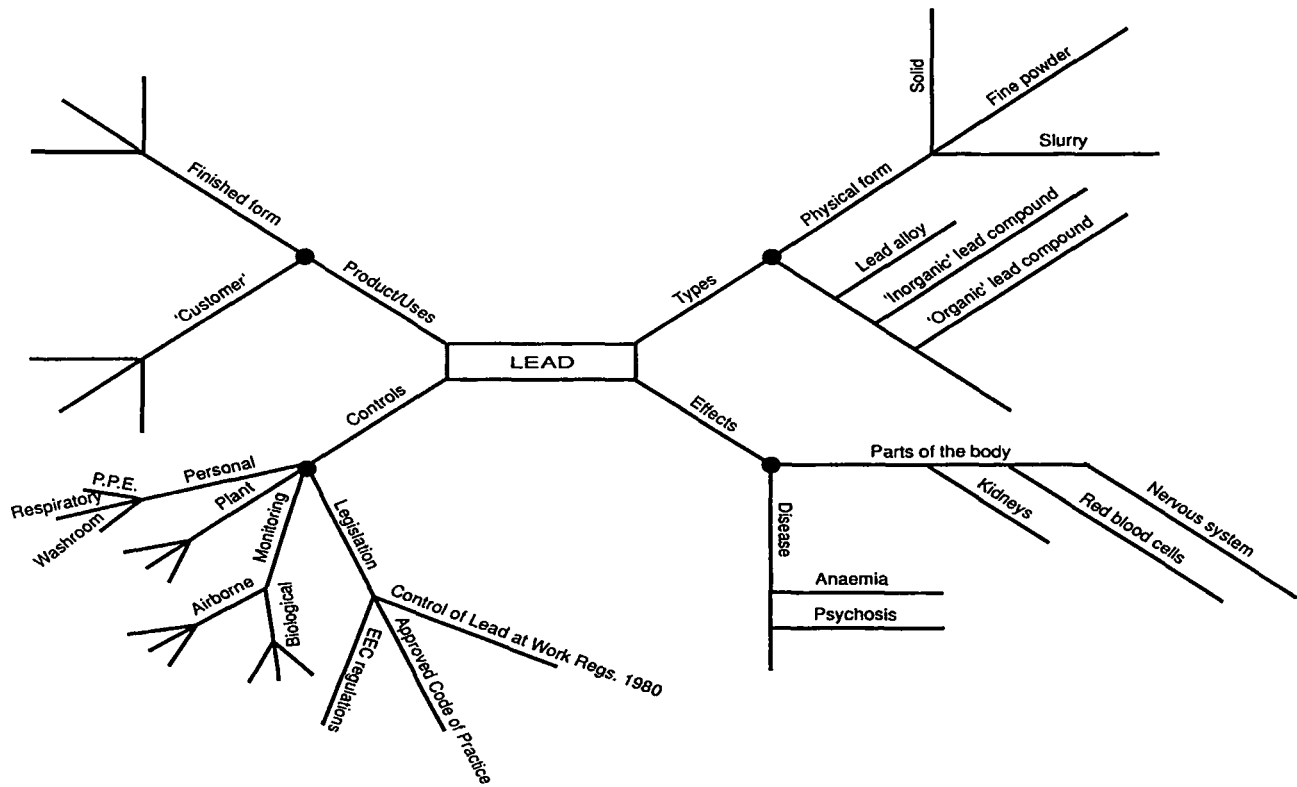 LEAD
Product/Uses
Finished form
'Customer'
Types
Physical form
Solid
Fine powder
Slurry
Lead alloy
'Inorganic' lead compound
'Organic' lead compound
Controls
Personal
P.P.E.
Respiratory
Washroom
Plant
Monitoring
Airborne
Biological
Legislation
EEC regulations
Approved Code of Practice
Control of Lead at Work Regs. 1980
Effects
Parts of the body
Kidneys
Red blood cells
Nervous system
Disease
Anaemia
Psychosis